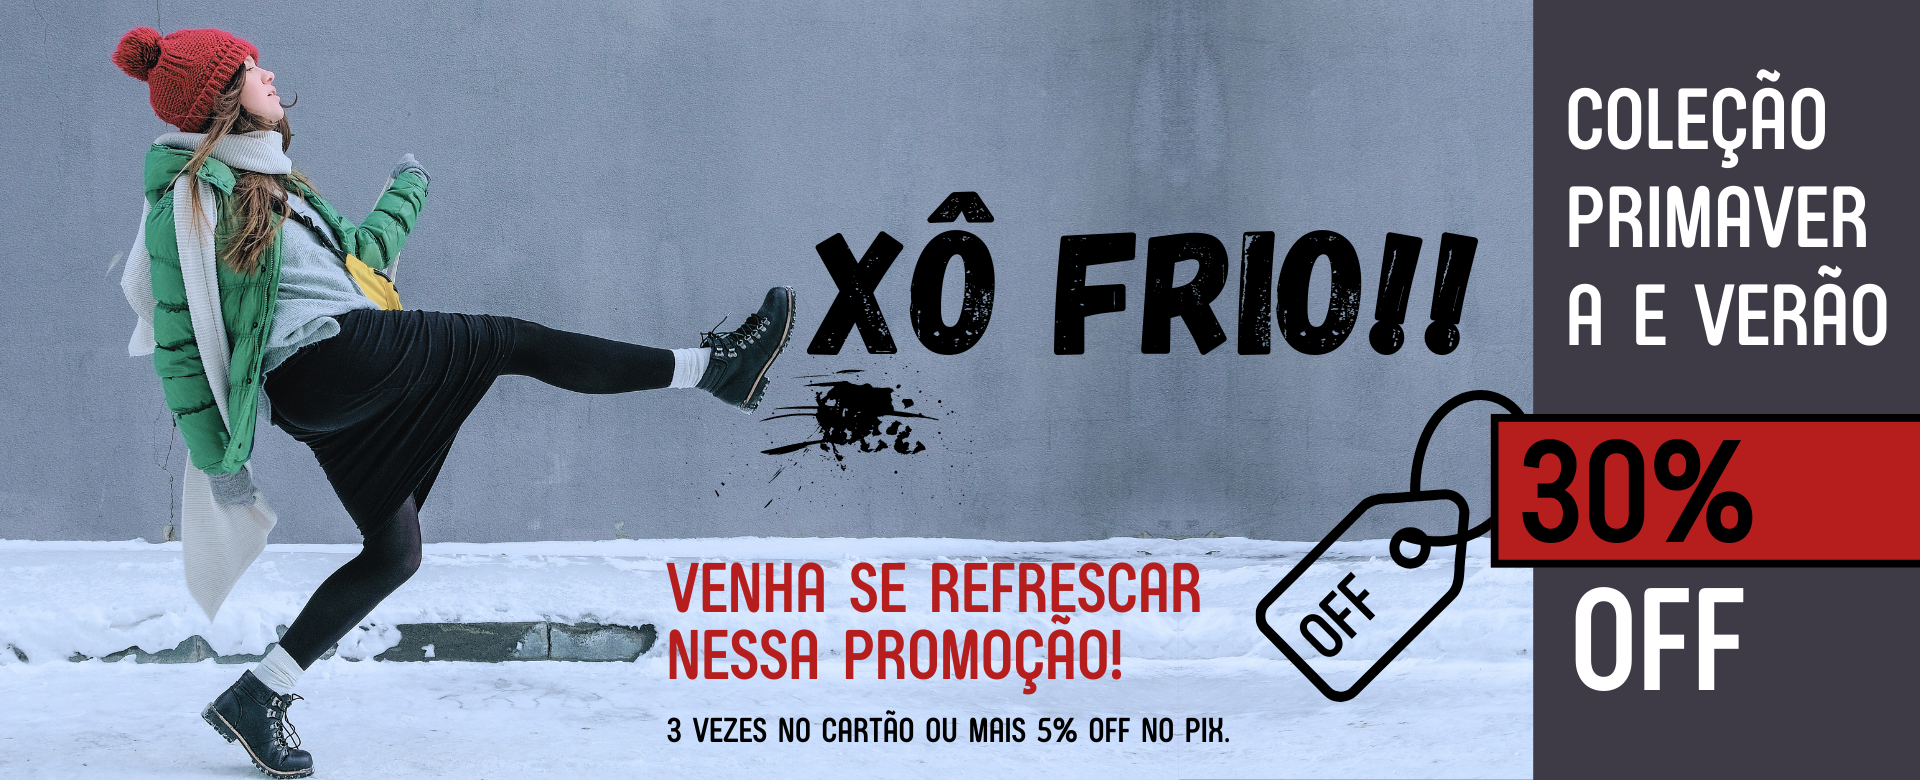 XÔ FRIO!!
VENHA SE REFRESCAR
NESSA PROMOÇÃO!
3 VEZES NO CARTÃO OU MAIS 5% OFF NO PIX.
OFF
COLEÇÃO
PRIMAVER
A E VERÃO
30%
OFF